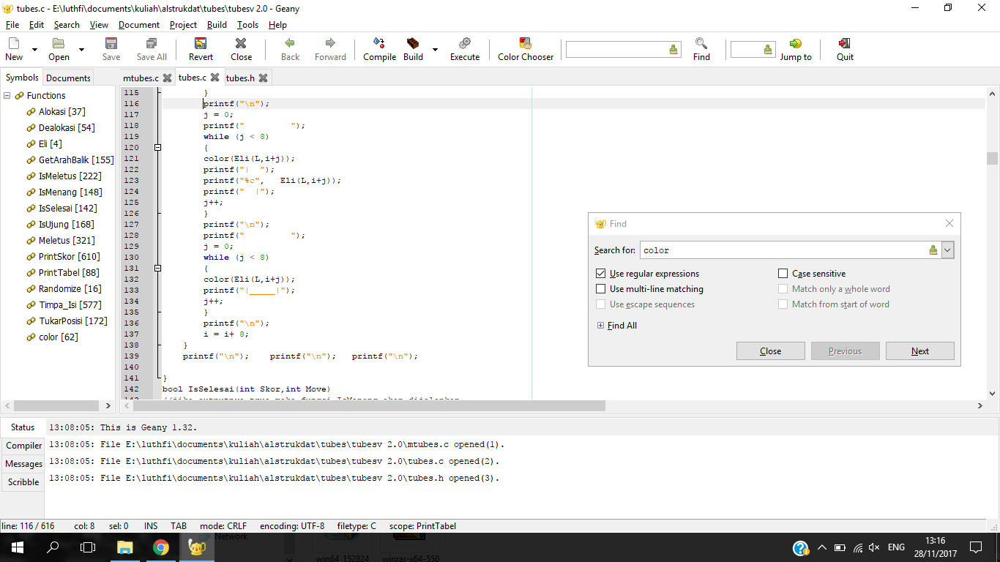 tubes.c - E:\luthfi\documents\kuliah\alstrukdat\tubes\tubesv 2.0 - Geany
File Edit Search View Document Project Build Tools Help
New Open Save Save All Revert Close Back Forward Compile Build Execute Color Chooser Find Jump to Quit
Symbols Documents
mtubes.c tubes.c tubes.h
Functions
Alokasi [37]
Dealokasi [54]
Eli [4]
GetArahBalik [155]
IsMeletus [222]
IsMenang [148]
IsSelesai [142]
IsUjung [168]
Meletus [321]
PrintSkor [610]
PrintTabel [88]
Randomize [16]
Timpa_Isi [577]
TukarPosisi [172]
color [62]
115 }
116 printf("\n");
117 j = 0;
118 printf("         ");
119 while (j < 8)
120 {
121 color(Eli(L,i+j));
122 printf("|  ");
123 printf("%c",   Eli(L,i+j));
124 printf("   |");
125 j++;
126 }
127 printf("\n");
128 printf("         ");
129 j = 0;
130 while (j < 8)
131 {
132 color(Eli(L,i+j));
133 printf("|_____|");
134 j++;
135 }
136 printf("\n");
137 i = i+ 8;
138 }
139 printf("\n");    printf("\n");   printf("\n");
140
141 }
142 bool IsSelesai(int Skor,int Move)
Find
Search for: color
Use regular expressions Case sensitive
Use multi-line matching Match only a whole word
Use escape sequences Match from start of word
Find All
Close Previous Next
Status
Compiler
Messages
Scribble
13:08:05: This is Geany 1.32.
13:08:05: File E:\luthfi\documents\kuliah\alstrukdat\tubes\tubesv 2.0\mtubes.c opened(1).
13:08:05: File E:\luthfi\documents\kuliah\alstrukdat\tubes\tubesv 2.0\tubes.c opened(2).
13:08:05: File E:\luthfi\documents\kuliah\alstrukdat\tubes\tubesv 2.0\tubes.h opened(3).
line: 116 / 616 col: 8 sel: 0 INS TAB mode: CRLF encoding: UTF-8 filetype: C scope: PrintTabel
Network
win64_152824 winrar-x64-550
ENG
13:16
28/11/2017